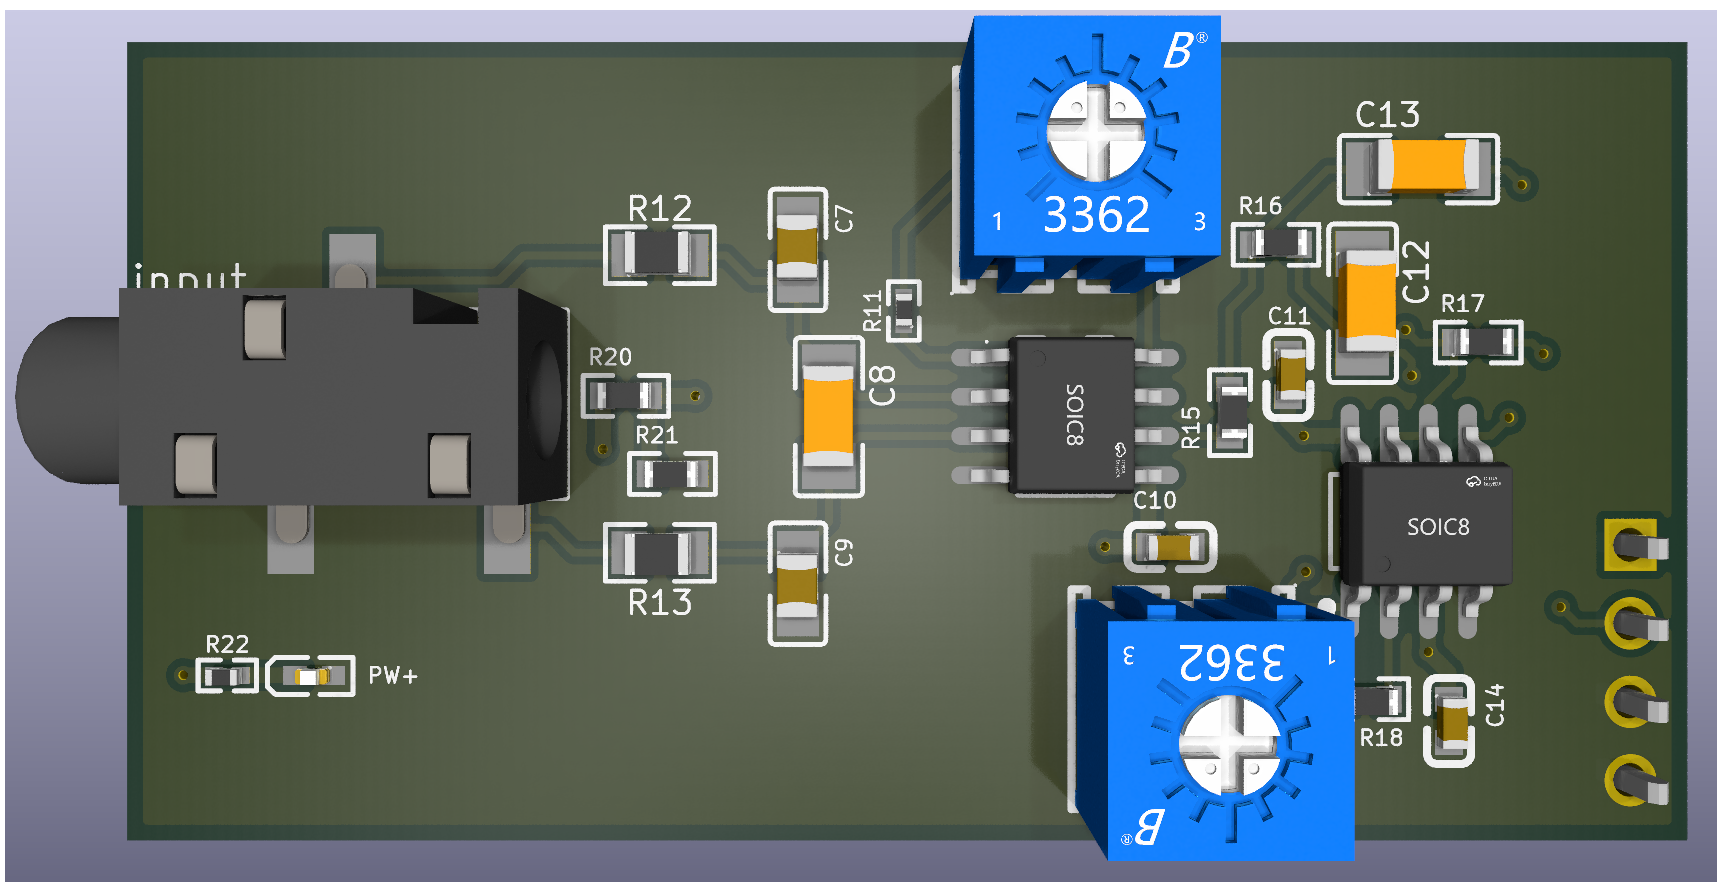 B®
1 3362 3
C13
R12
C7
R16
input
C12
R11
R17
C11
R20
C8
SOIC8
R15
R21
C10
SOIC8
C9
R13
R22
PW+
3362
1
3
R18
C14
B®